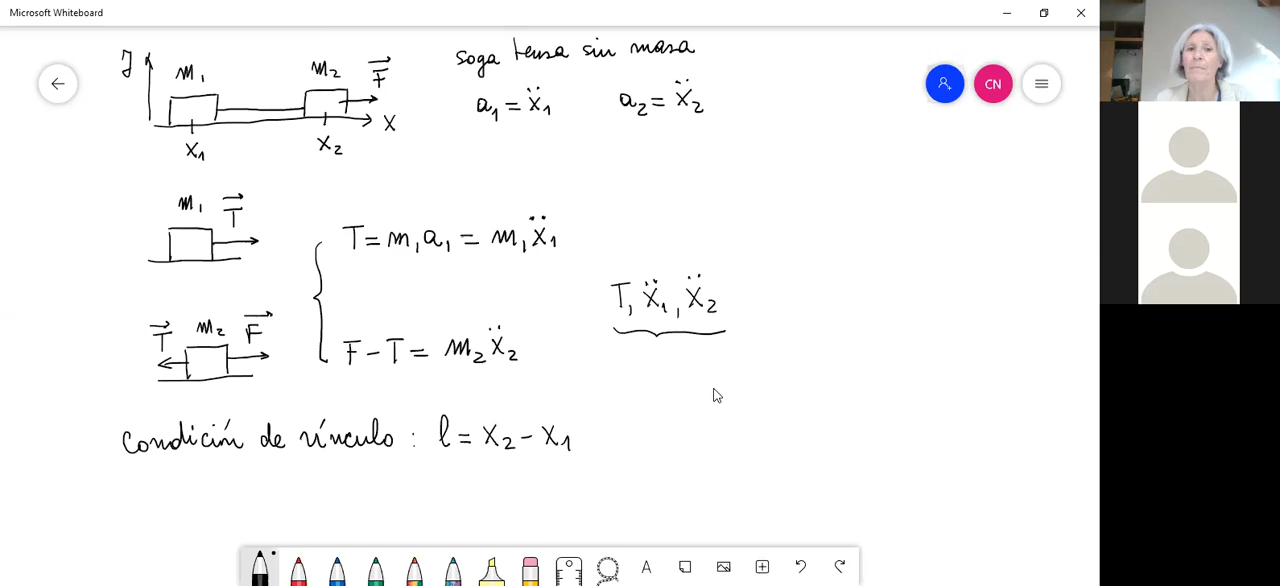 Microsoft Whiteboard
y m₁ m₂ F⃗
x₁ x₂ x
soga tensa sin masa
a₁ = ẍ₁ a₂ = ẍ₂
CN
m₁ T⃗
T = m₁a₁ = m₁ẍ₁
T, ẍ₁, ẍ₂
T⃗ m₂ F⃗
F - T = m₂ẍ₂
Condición de vínculo : l = x₂ - x₁
A